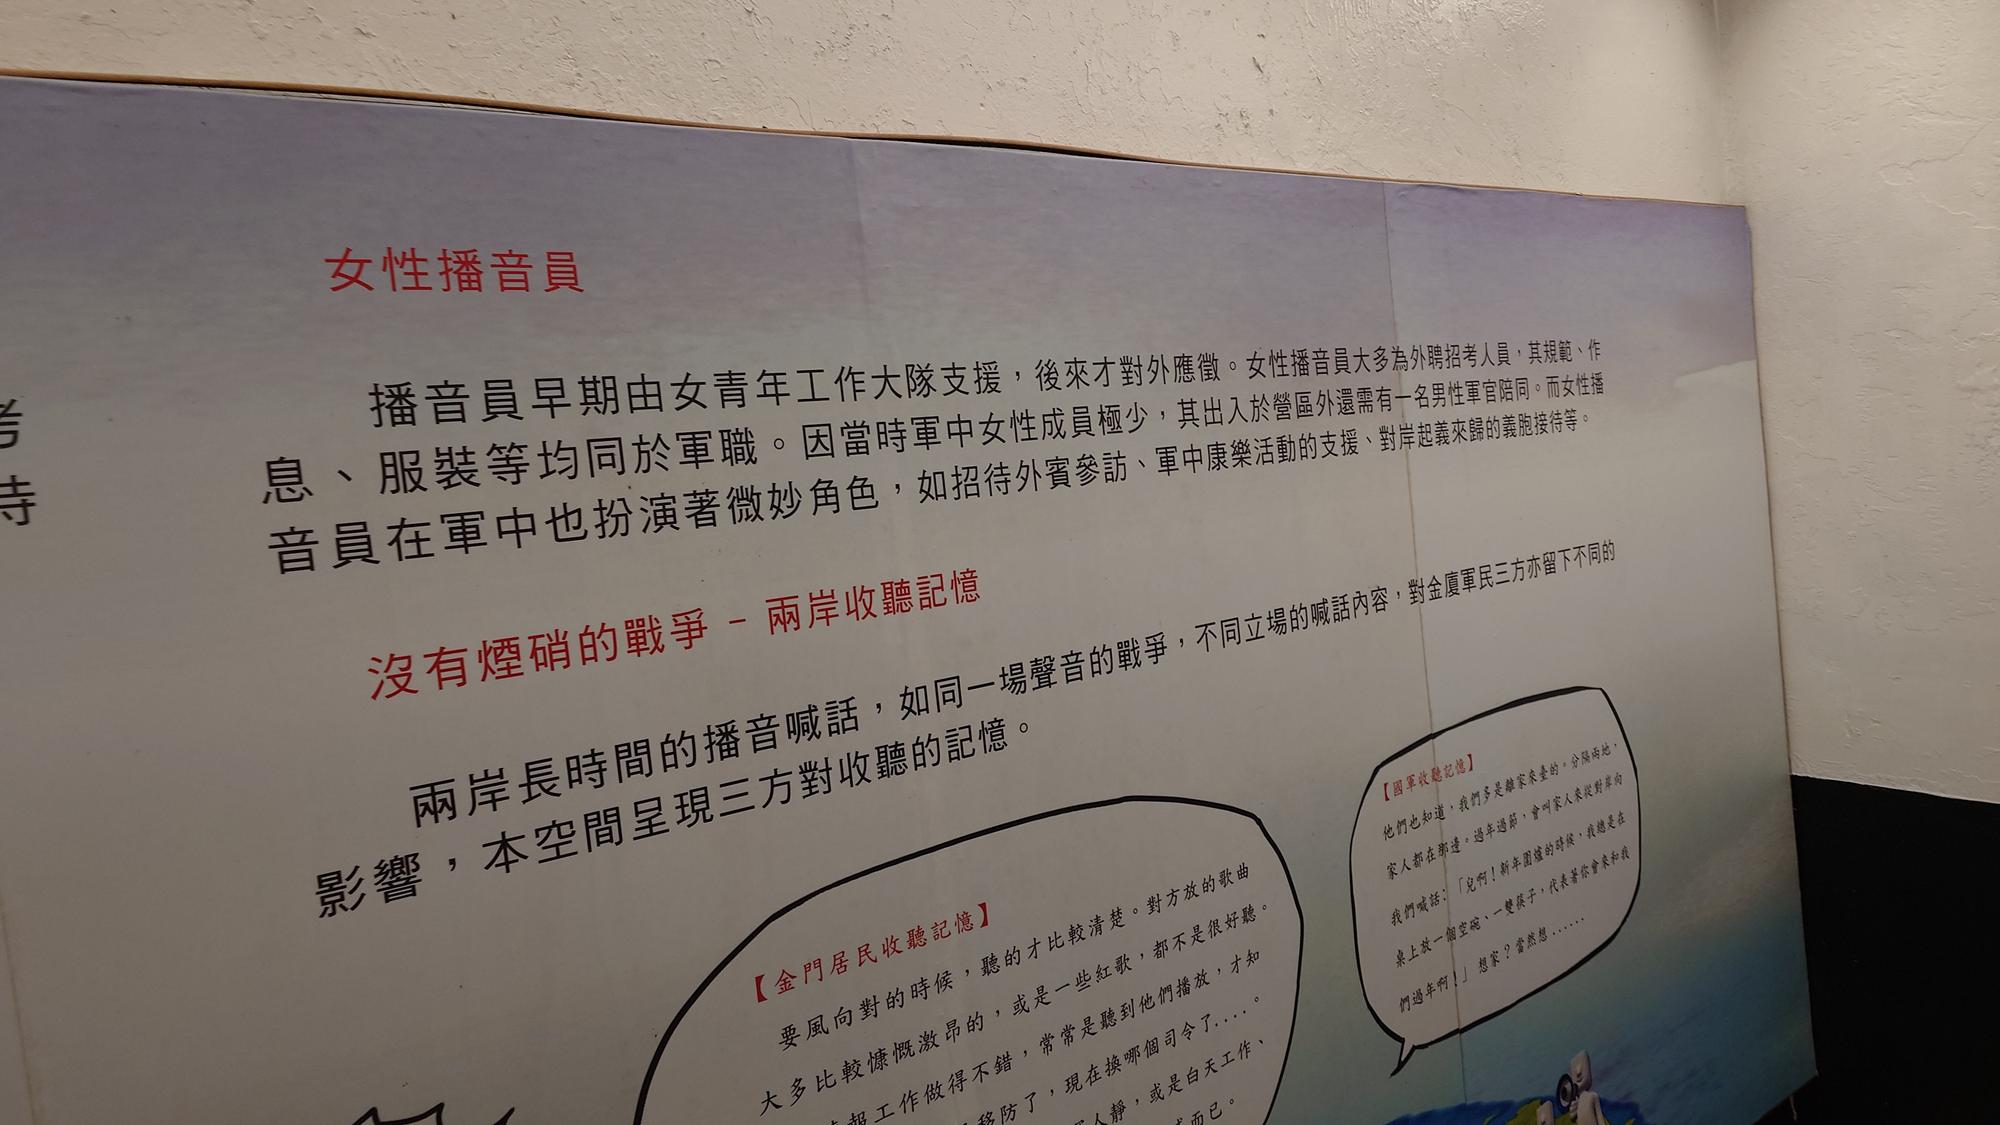 考
待
女性播音員
播音員早期由女青年工作大隊支援，後來才對外應徵。女性播音員大多為外聘招考人員，其規範、作
息、服裝等均同於軍職。因當時軍中女性成員極少，其出入於營區外還需有一名男性軍官陪同。而女性播
音員在軍中也扮演著微妙角色，如招待外賓參訪、軍中康樂活動的支援、對岸起義來歸的義胞接待等。
沒有煙硝的戰爭 – 兩岸收聽記憶
兩岸長時間的播音喊話，如同一場聲音的戰爭，不同立場的喊話內容，對金廈軍民三方亦留下不同的
影響，本空間呈現三方對收聽的記憶。
【金門居民收聽記憶】
要風向對的時候，聽的才比較清楚。對方放的歌曲
大多比較慷慨激昂的，或是一些紅歌，都不是很好聽。
報工作做得不錯，常常是聽到他們播放，才知
移防了，現在換哪個司令了....。
人靜，或是白天工作、
而已。
【國軍收聽記憶】
他們也知道，我們多是離家來臺的。分隔兩地，
家人都在那邊。過年過節，會叫家人來從對岸向
我們喊話：「兒啊！新年圍爐的時候，我總是在
桌上放一個空碗、一雙筷子，代表著你會來和我
們過年啊！」想家？當然想......